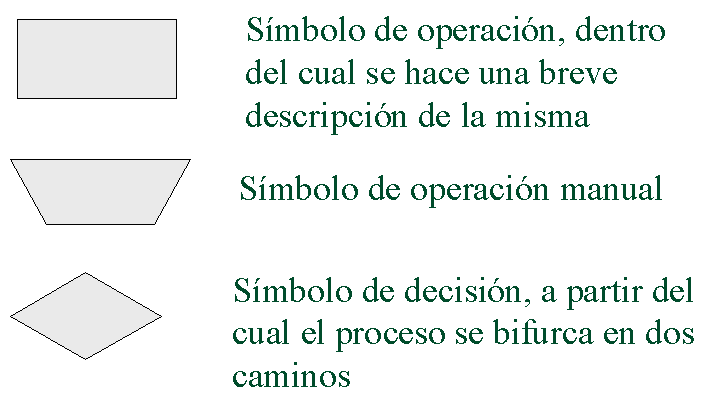 Símbolo de operación, dentro
del cual se hace una breve
descripción de la misma
Símbolo de operación manual
Símbolo de decisión, a partir del
cual el proceso se bifurca en dos
caminos